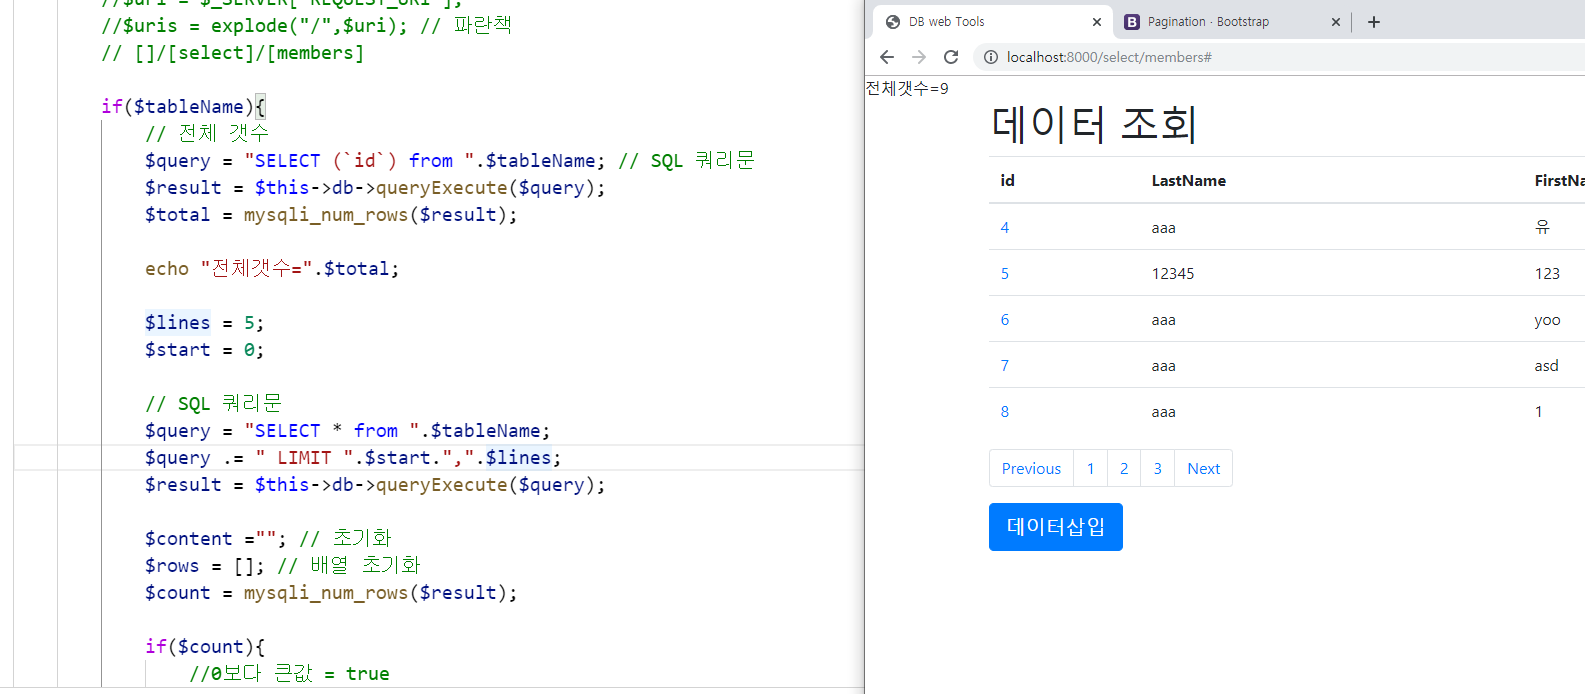 //$uri = $_SERVER['REQUEST_URI'];
//$uris = explode("/",$uri); // 파란책
// []/[select]/[members]
if($tableName){
// 전체 갯수
$query = "SELECT (`id`) from ".$tableName; // SQL 쿼리문
$result = $this->db->queryExecute($query);
$total = mysqli_num_rows($result);
echo "전체갯수=".$total;
$lines = 5;
$start = 0;
// SQL 쿼리문
$query = "SELECT * from ".$tableName;
$query .= " LIMIT ".$start.",".$lines;
$result = $this->db->queryExecute($query);
$content =""; // 초기화
$rows = []; // 배열 초기화
$count = mysqli_num_rows($result);
if($count){
//0보다 큰값 = true
DB web Tools
Pagination · Bootstrap
localhost:8000/select/members#
전체갯수=9
데이터 조회
id LastName FirstNa
4 aaa 유
5 12345 123
6 aaa yoo
7 aaa asd
8 aaa 1
Previous 1 2 3 Next
데이터삽입